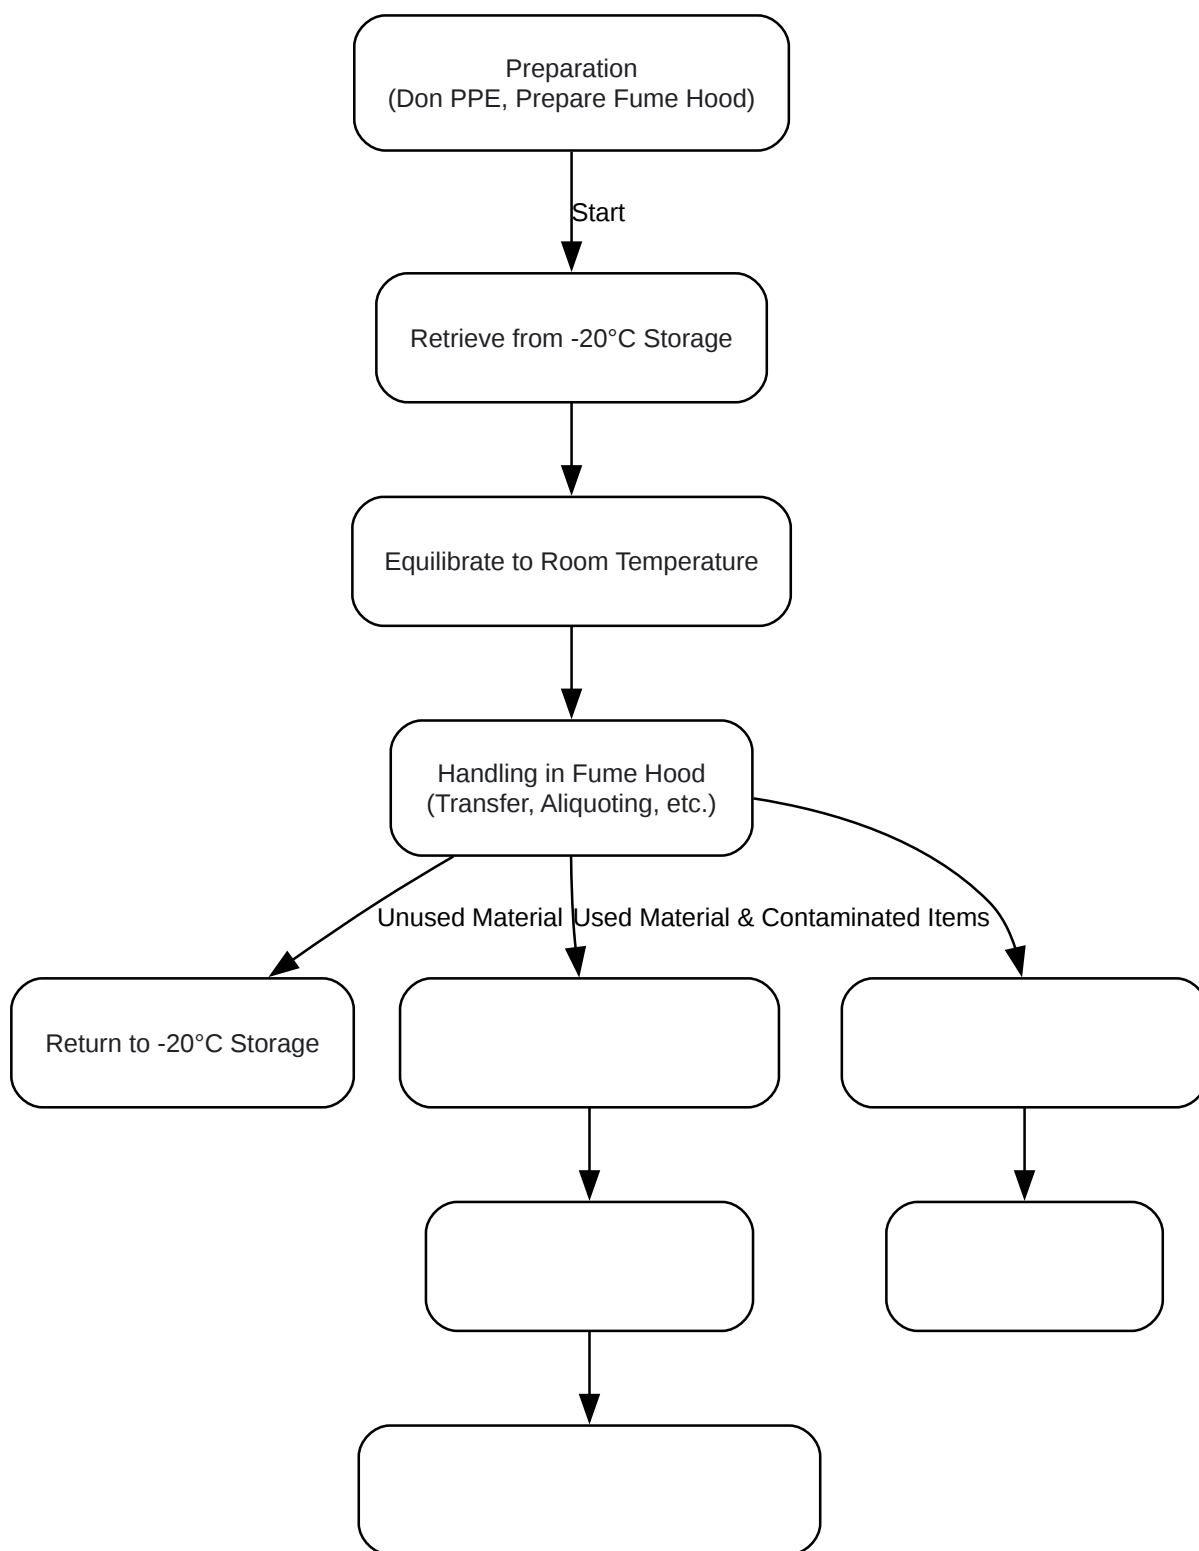 Preparation
(Don PPE, Prepare Fume Hood)
Start
Retrieve from -20°C Storage
Equilibrate to Room Temperature
Handling in Fume Hood
(Transfer, Aliquoting, etc.)
Unused Material
Used Material & Contaminated Items
Return to -20°C Storage